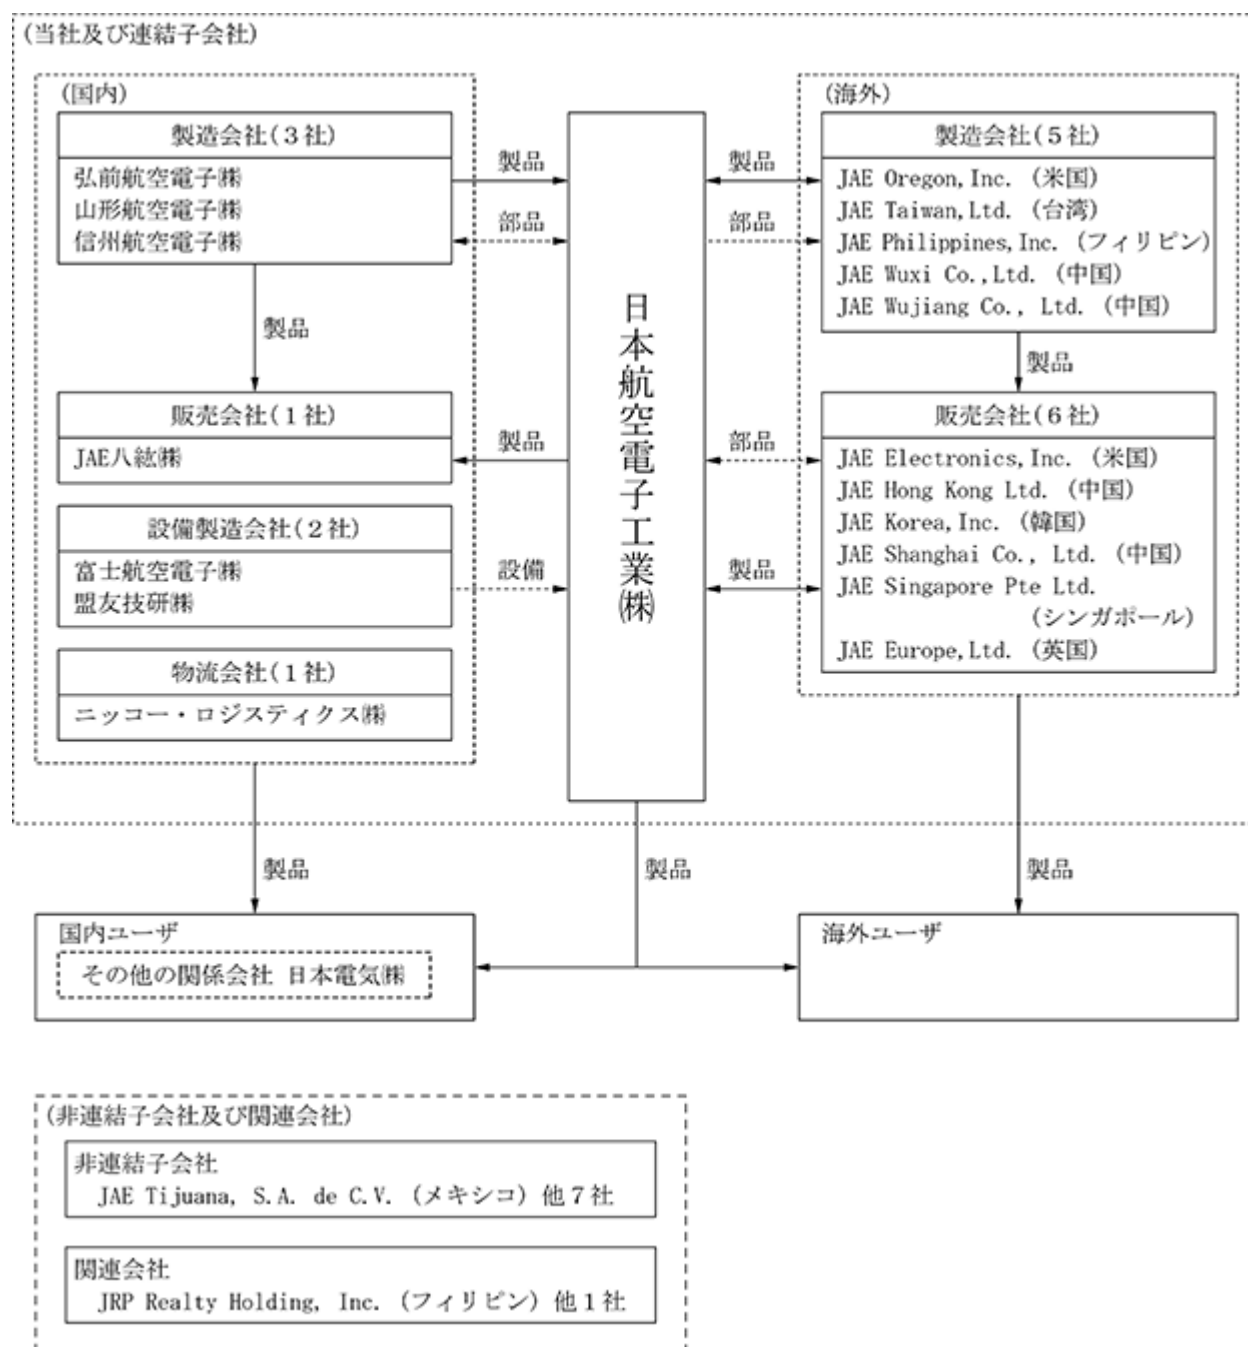 (当社及び連結子会社)
(国内)
製造会社(3社)
弘前航空電子㈱
山形航空電子㈱
信州航空電子㈱
製品
販売会社(1社)
JAE八紘㈱
設備製造会社(2社)
富士航空電子㈱
盟友技研㈱
物流会社(1社)
ニッコー・ロジスティクス㈱
製品
部品
製品
設備
日本航空電子工業㈱
製品
部品
部品
製品
(海外)
製造会社(5社)
JAE Oregon,Inc. (米国)
JAE Taiwan,Ltd. (台湾)
JAE Philippines,Inc. (フィリピン)
JAE Wuxi Co.,Ltd. (中国)
JAE Wujiang Co., Ltd. (中国)
製品
販売会社(6社)
JAE Electronics,Inc. (米国)
JAE Hong Kong Ltd. (中国)
JAE Korea,Inc. (韓国)
JAE Shanghai Co., Ltd. (中国)
JAE Singapore Pte Ltd.
(シンガポール)
JAE Europe,Ltd. (英国)
製品
製品
製品
国内ユーザ
その他の関係会社 日本電気㈱
海外ユーザ
(非連結子会社及び関連会社)
非連結子会社
JAE Tijuana, S.A. de C.V. (メキシコ) 他7社
関連会社
JRP Realty Holding, Inc. (フィリピン) 他1社